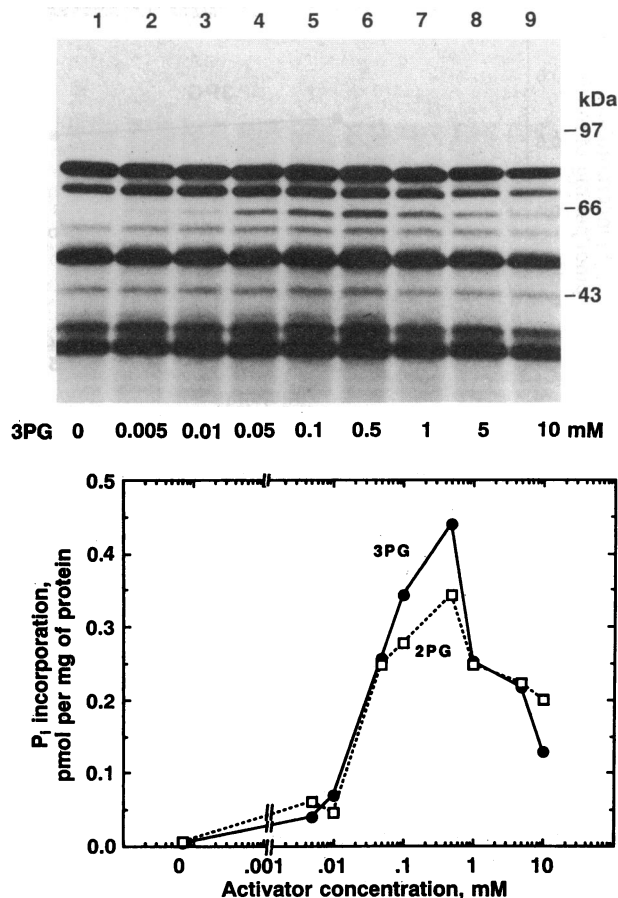 1 2 3 4 5 6 7 8 9
kDa
-97
-66
-43
3PG 0 0.005 0.01 0.05 0.1 0.5 1 5 10 mM
0.5
0.4
0.3
0.2
0.1
0.0
3PG
2PG
Pi incorporation,
pmol per mg of protein
0 .001 .01 .1 1 10
Activator concentration, mM